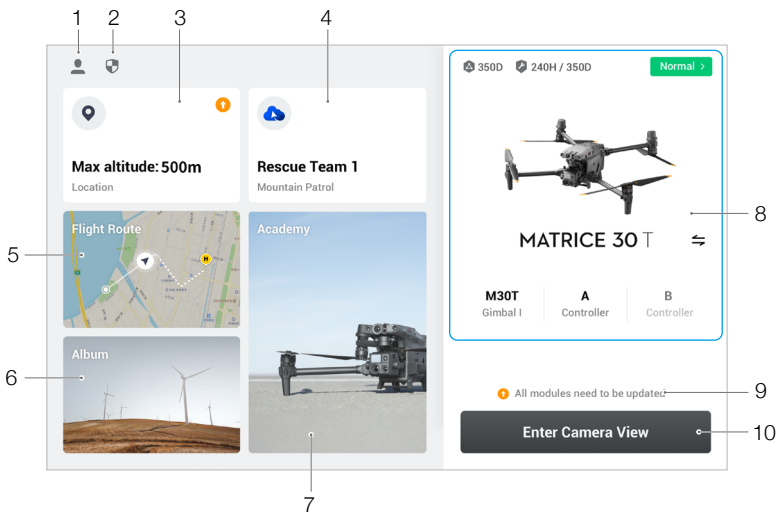 1
2
3
4
350D
240H / 350D
Normal >
Max altitude: 500m
Location
Rescue Team 1
Mountain Patrol
Flight Route
H
Academy
5
8
MATRICE 30 T
M30T
Gimbal I
A
Controller
B
Controller
Album
6
9
All modules need to be updated
Enter Camera View
10
7